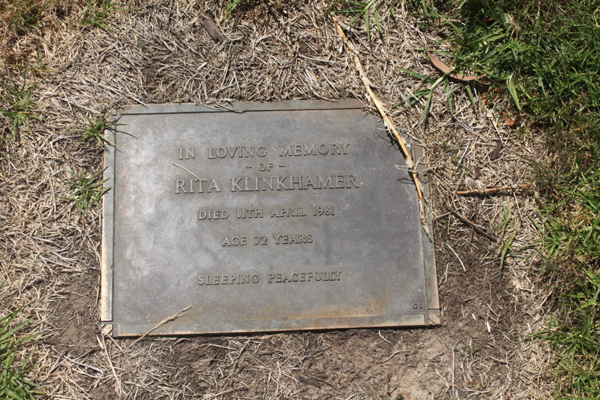 IN LOVING MEMORY
- OF -
RITA KLINKHAMER
DIED 11TH APRIL 1981
AGE 72 YEARS
SLEEPING PEACEFULLY